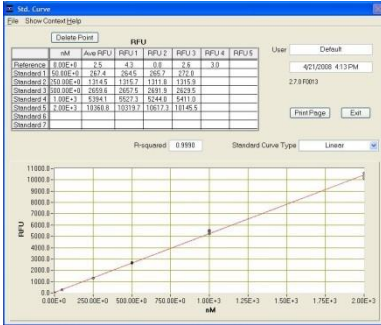 Std. Curve
File Show Context Help
Delete Point
RFU
nM Ave RFU RFU 1 RFU 2 RFU 3 RFU 4 RFU 5
Reference 0.00E+0 2.5 4.3 0.0 2.6 3.0
Standard 1 50.00E+0 267.4 264.5 265.7 272.0
Standard 2 250.00E+0 1314.5 1315.7 1311.8 1315.9
Standard 3 500.00E+0 2659.6 2657.5 2691.9 2629.5
Standard 4 1.00E+3 5394.1 5527.3 5244.0 5411.0
Standard 5 2.00E+3 10360.8 10319.7 10617.3 10145.5
Standard 6
Standard 7
User Default
4/21/2008 4:13 PM
2.7.0 F0013
Print Page Exit
R-squared 0.9990 Standard Curve Type Linear
11000.0
10000.0
9000.0
8000.0
7000.0
6000.0
5000.0
4000.0
3000.0
2000.0
1000.0
0.0
RFU
0.00E+0 250.00E+0 500.00E+0 750.00E+0 1.00E+3 1.25E+3 1.50E+3 1.75E+3 2.00E+3
nM